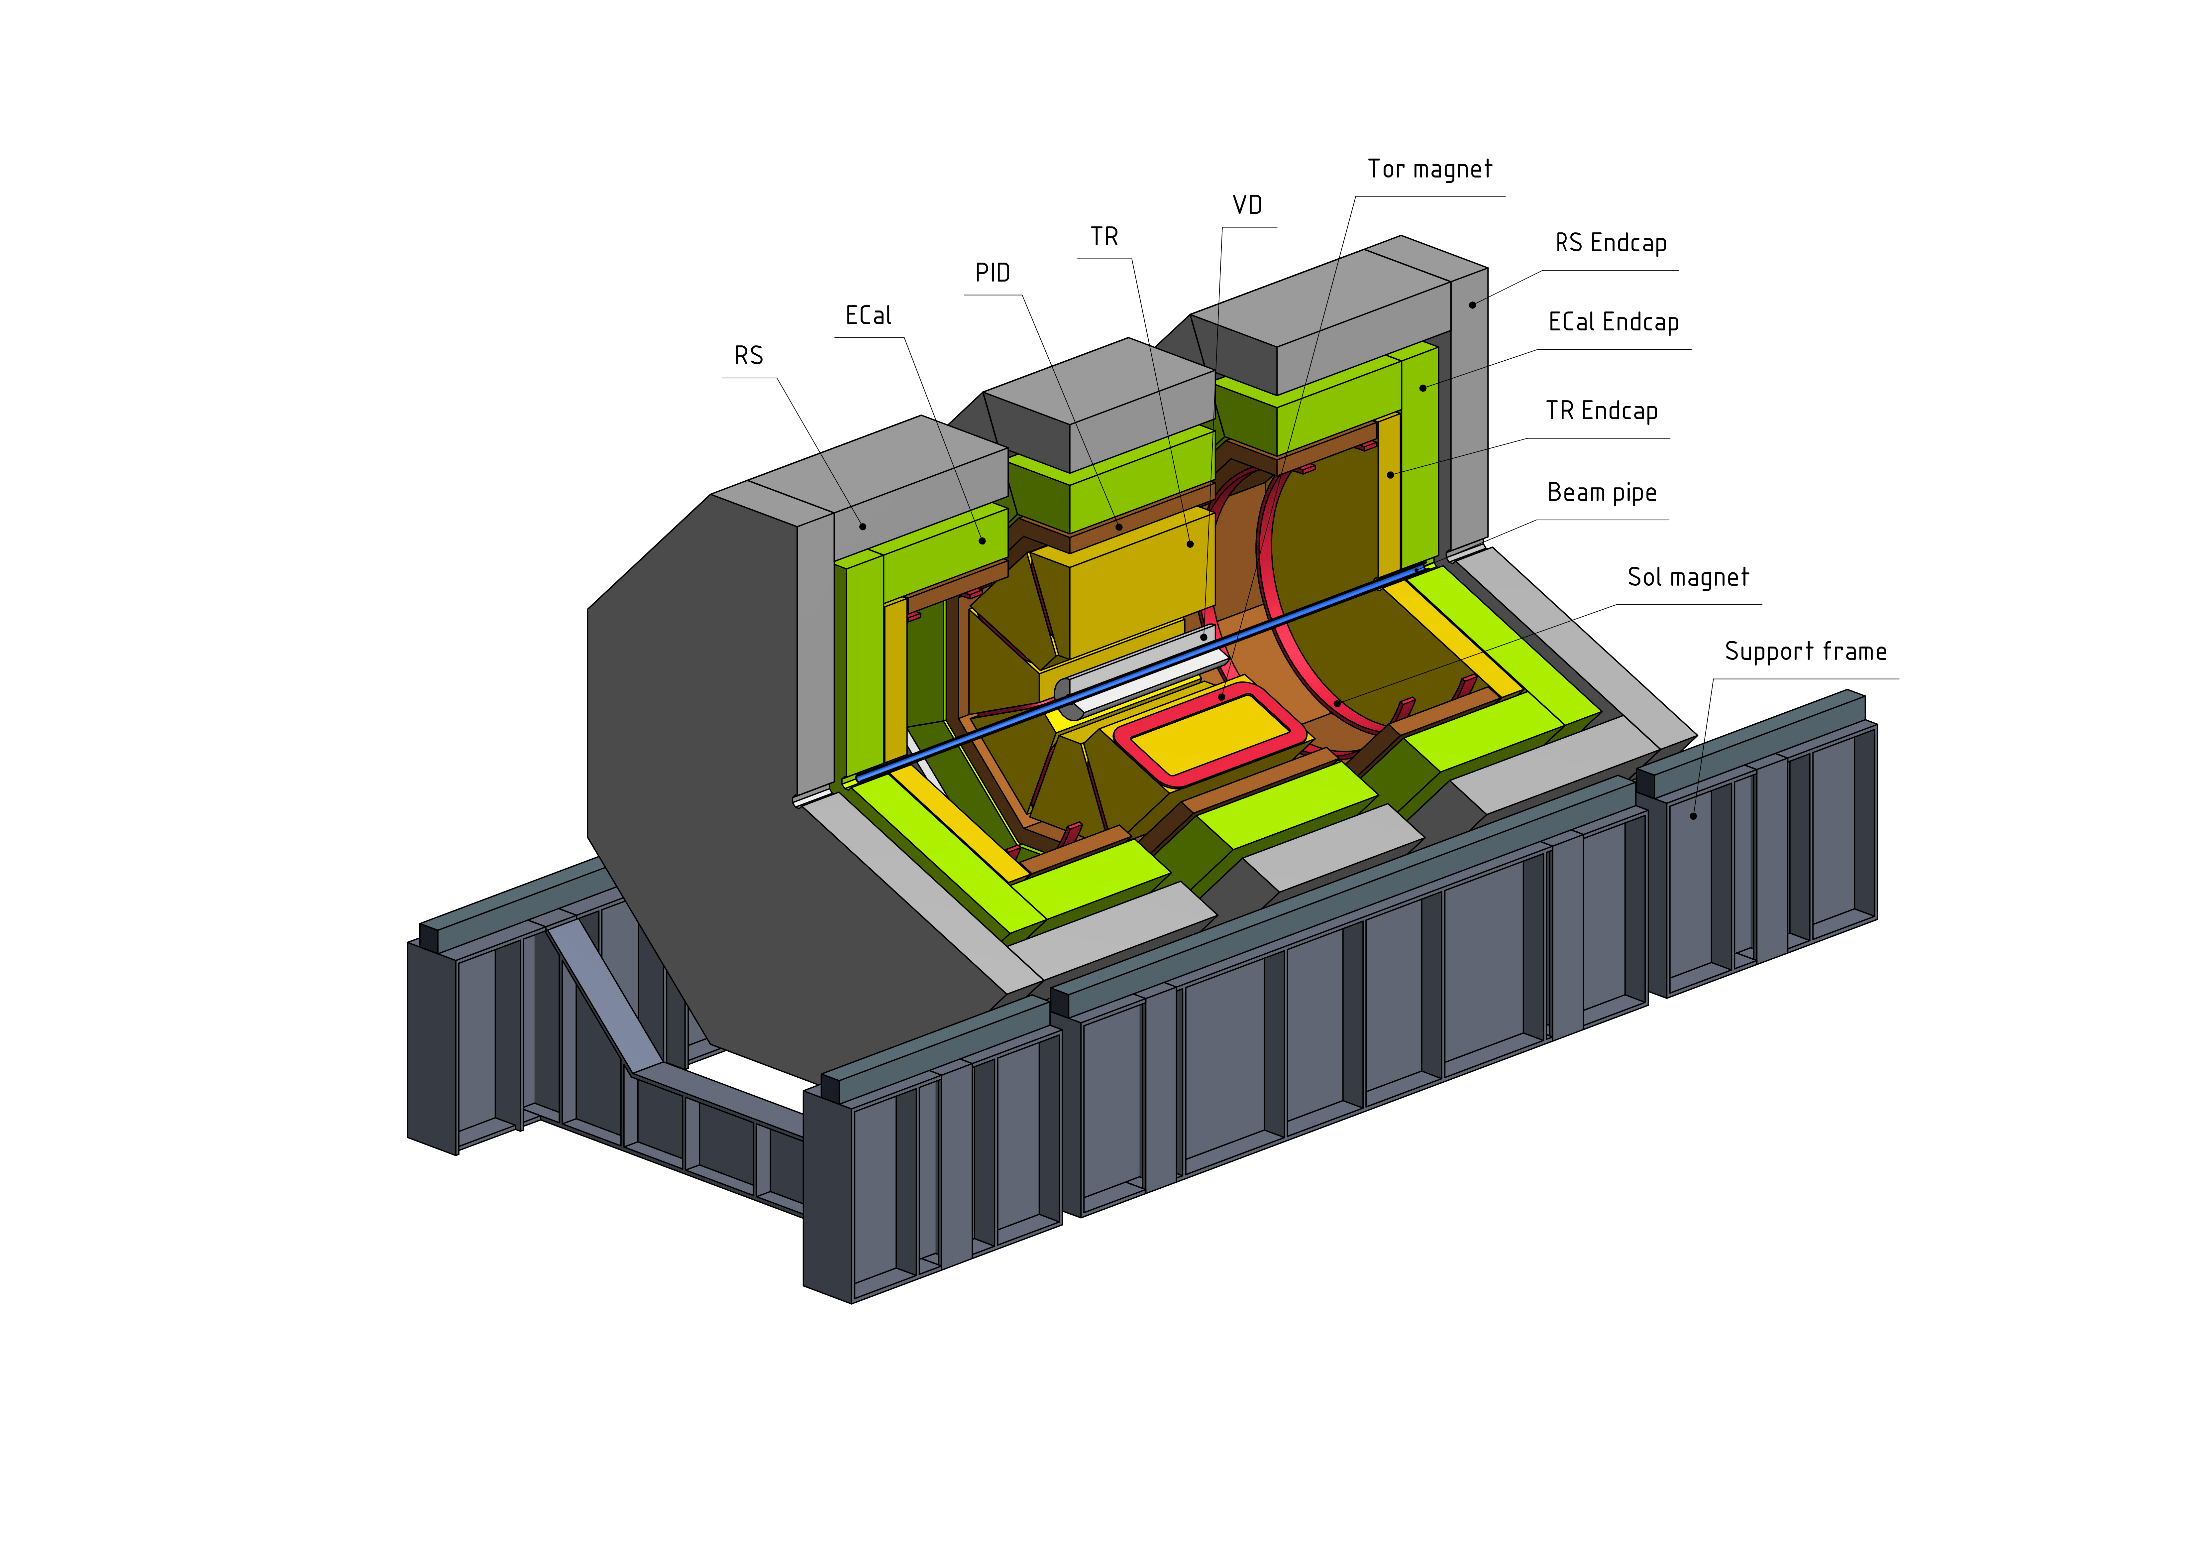 Tor magnet
VD
TR
RS Endcap
PID
ECal
ECal Endcap
RS
TR Endcap
Beam pipe
Sol magnet
Support frame